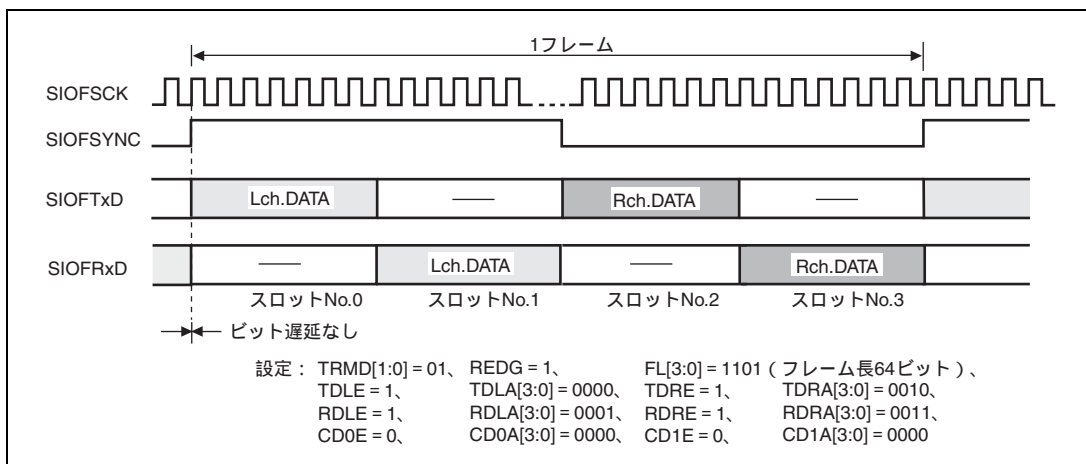 1フレーム
SIOFSCK
SIOFSYNC
SIOFTxD
Lch.DATA
Rch.DATA
SIOFRxD
Lch.DATA
Rch.DATA
スロットNo.0 スロットNo.1 スロットNo.2 スロットNo.3
ビット遅延なし
設定： TRMD[1:0] = 01、 REDG = 1、 FL[3:0] = 1101（フレーム長64ビット）、
TDLE = 1、 TDLA[3:0] = 0000、 TDRE = 1、 TDRA[3:0] = 0010、
RDLE = 1、 RDLA[3:0] = 0001、 RDRE = 1、 RDRA[3:0] = 0011、
CD0E = 0、 CD0A[3:0] = 0000、 CD1E = 0、 CD1A[3:0] = 0000